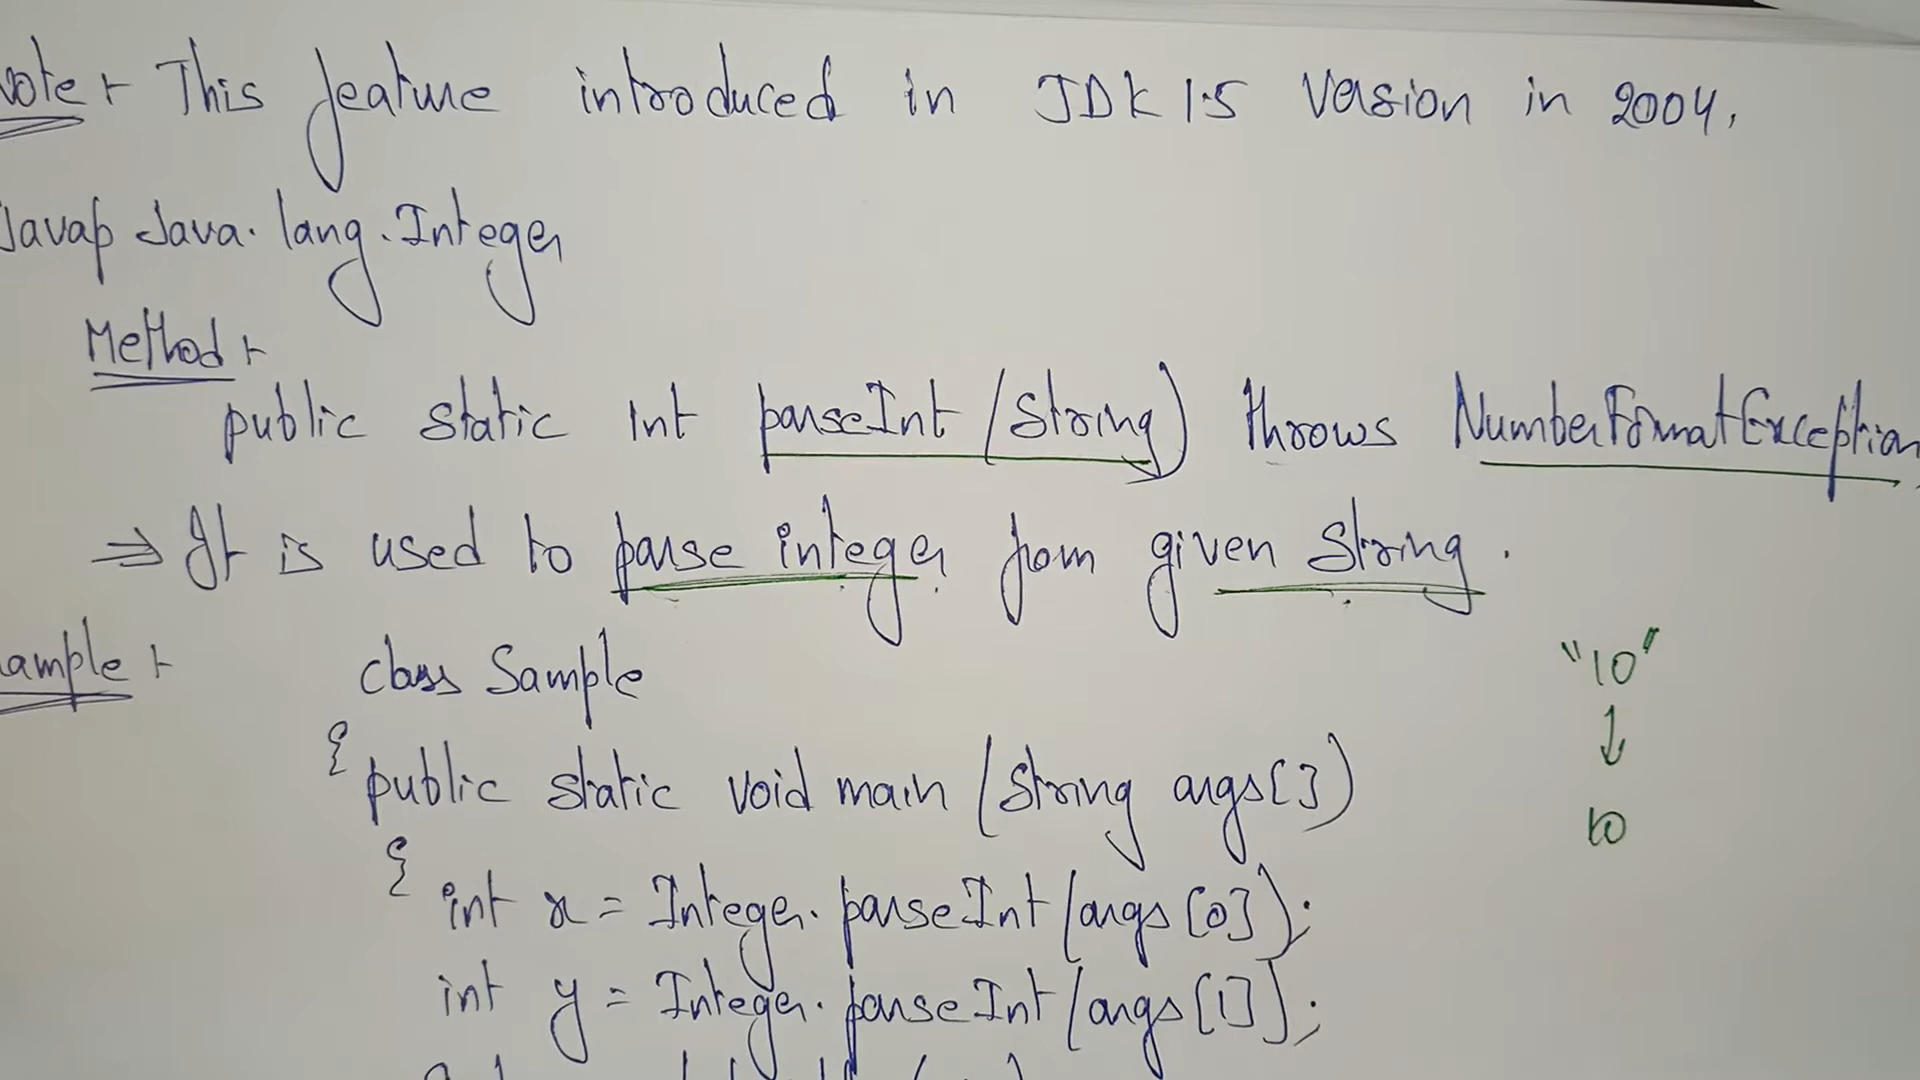 Note :- This feature introduced in JDK 1.5 Version in 2004.
Javap Java.lang.Integer
Method :-
public static int parseInt (String) throws NumberFormatException
⇒ It is used to parse integer from given String.
"10"
↓
10
ample :- class Sample
{ public static void main (String args[])
{
int x = Integer.parseInt (args[0]);
int y = Integer.parseInt (args[1]);